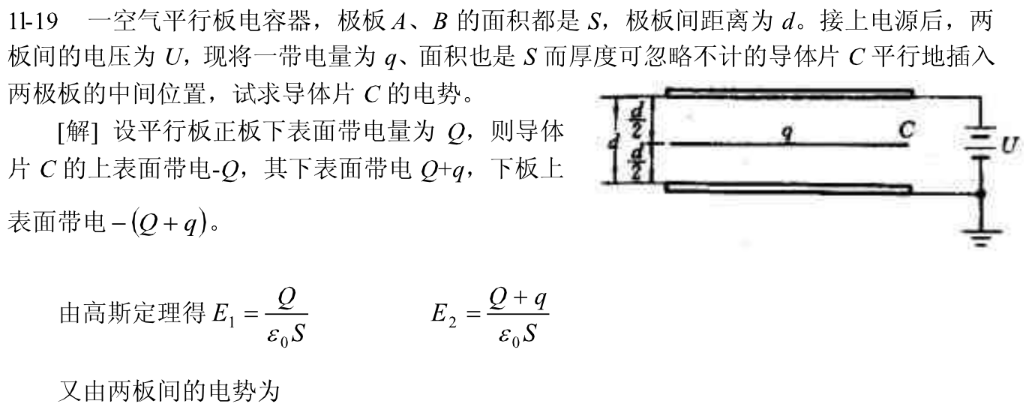 11-19 一空气平行板电容器，极板 A、B 的面积都是 S，极板间距离为 d。接上电源后，两
板间的电压为 U，现将一带电量为 q、面积也是 S 而厚度可忽略不计的导体片 C 平行地插入
两极板的中间位置，试求导体片 C 的电势。
[解] 设平行板正板下表面带电量为 Q，则导体
片 C 的上表面带电-Q，其下表面带电 Q+q，下板上
表面带电 −(Q + q)。
d
d/2
d/2
q
C
U
由高斯定理得 E₁ = Q/ε₀S E₂ = (Q + q)/ε₀S
又由两板间的电势为